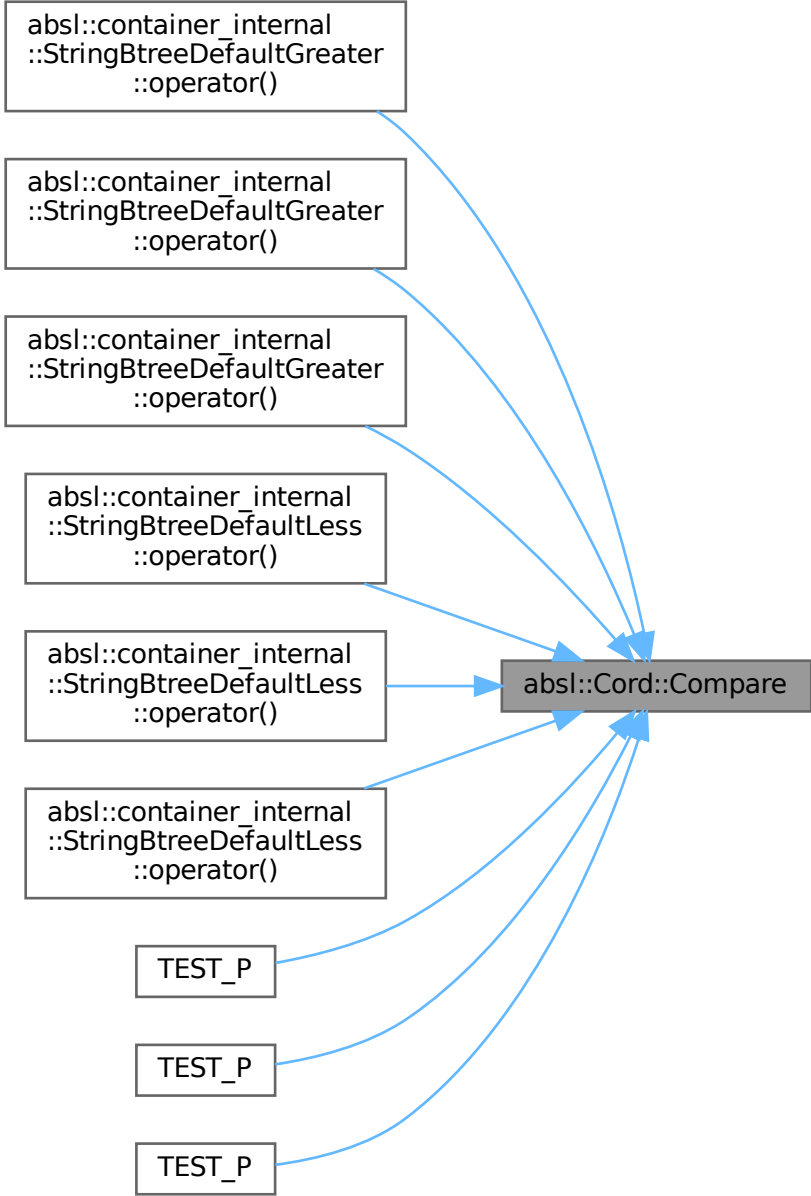 absl::container_internal
::StringBtreeDefaultGreater
::operator()
absl::container_internal
::StringBtreeDefaultGreater
::operator()
absl::container_internal
::StringBtreeDefaultGreater
::operator()
absl::container_internal
::StringBtreeDefaultLess
::operator()
absl::container_internal
::StringBtreeDefaultLess
::operator()
absl::Cord::Compare
absl::container_internal
::StringBtreeDefaultLess
::operator()
TEST_P
TEST_P
TEST_P